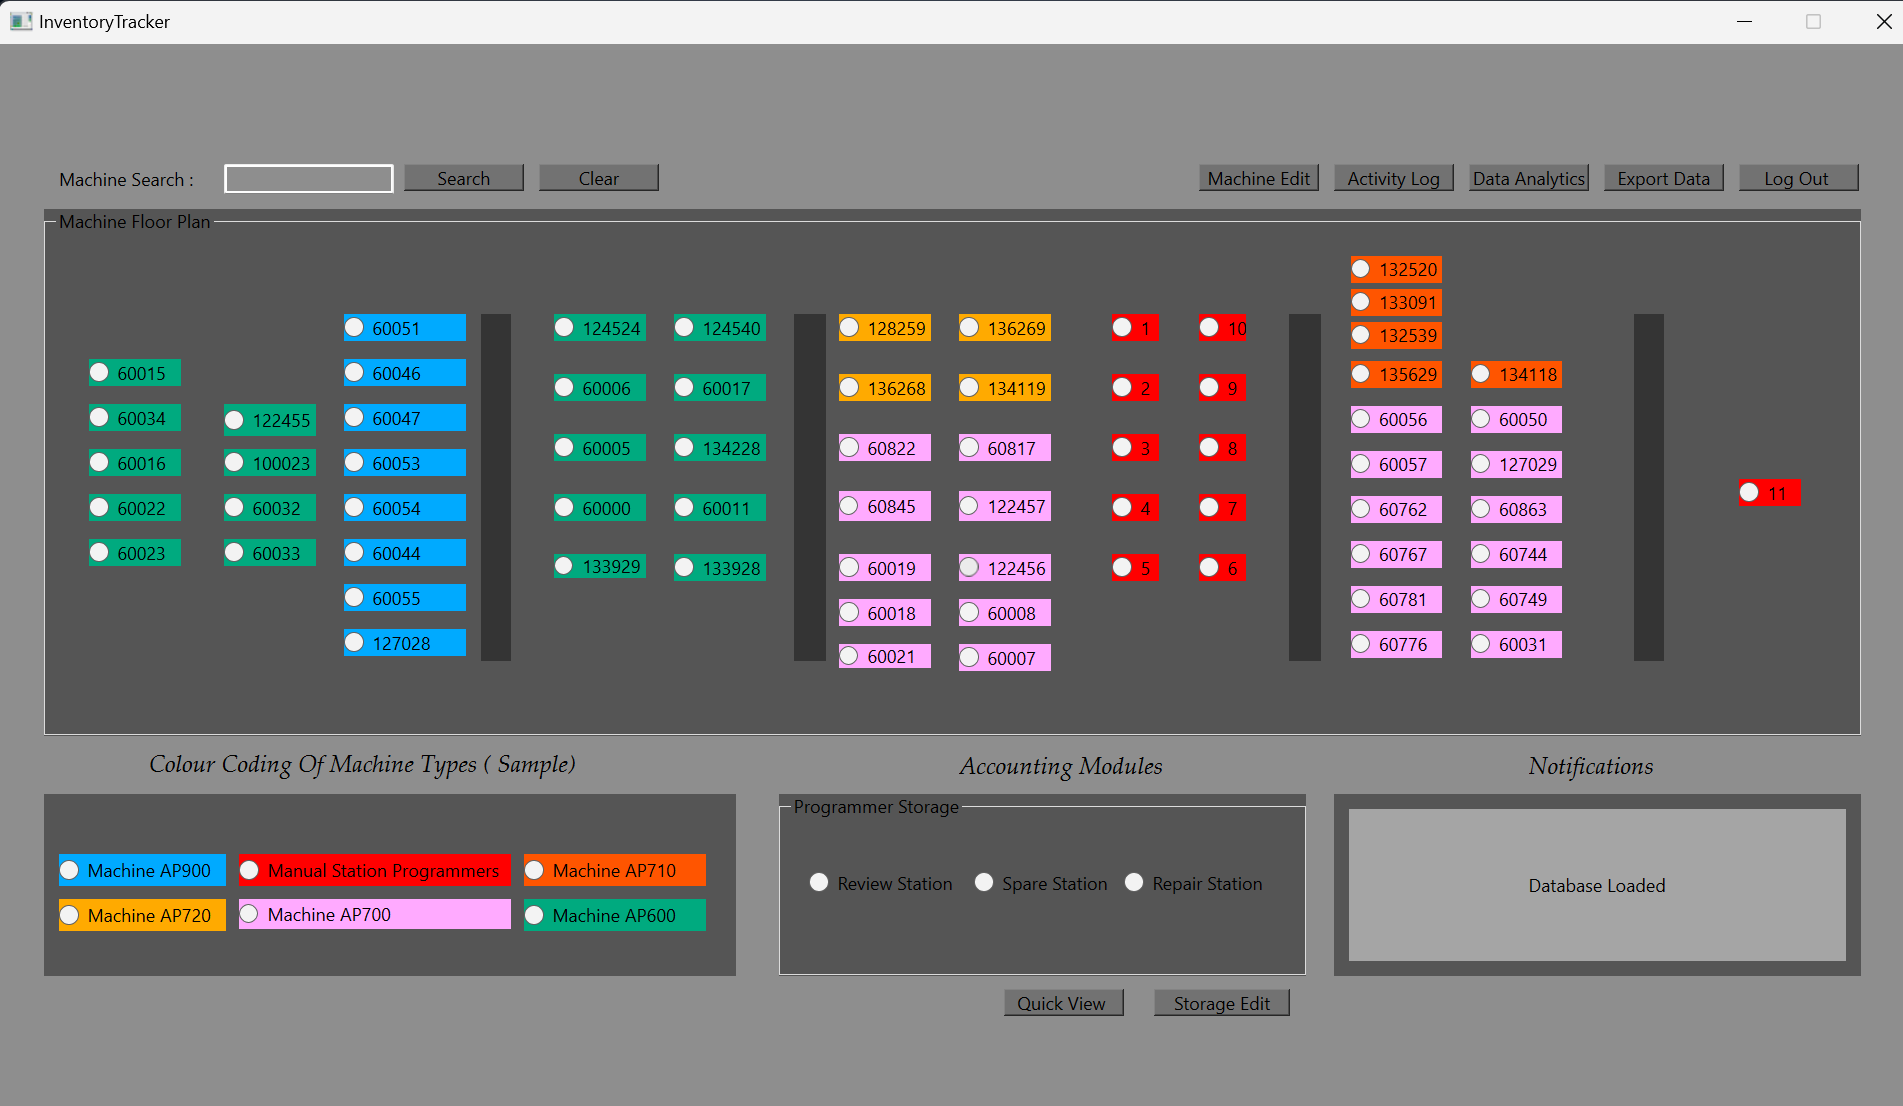 InventoryTracker
Machine Search :
Search
Clear
Machine Edit
Activity Log
Data Analytics
Export Data
Log Out
Machine Floor Plan
60015
60034
60016
60022
60023
122455
100023
60032
60033
60051
60046
60047
60053
60054
60044
60055
127028
124524
60006
60005
60000
133929
124540
60017
134228
60011
133928
128259
136268
60822
60845
60019
60018
60021
136269
134119
60817
122457
122456
60008
60007
1
2
3
4
5
10
9
8
7
6
132520
133091
132539
135629
60056
60057
60762
60767
60781
60776
134118
60050
127029
60863
60744
60749
60031
11
Colour Coding Of Machine Types ( Sample)
Machine AP900
Manual Station Programmers
Machine AP710
Machine AP720
Machine AP700
Machine AP600
Accounting Modules
Programmer Storage
Review Station
Spare Station
Repair Station
Quick View
Storage Edit
Notifications
Database Loaded